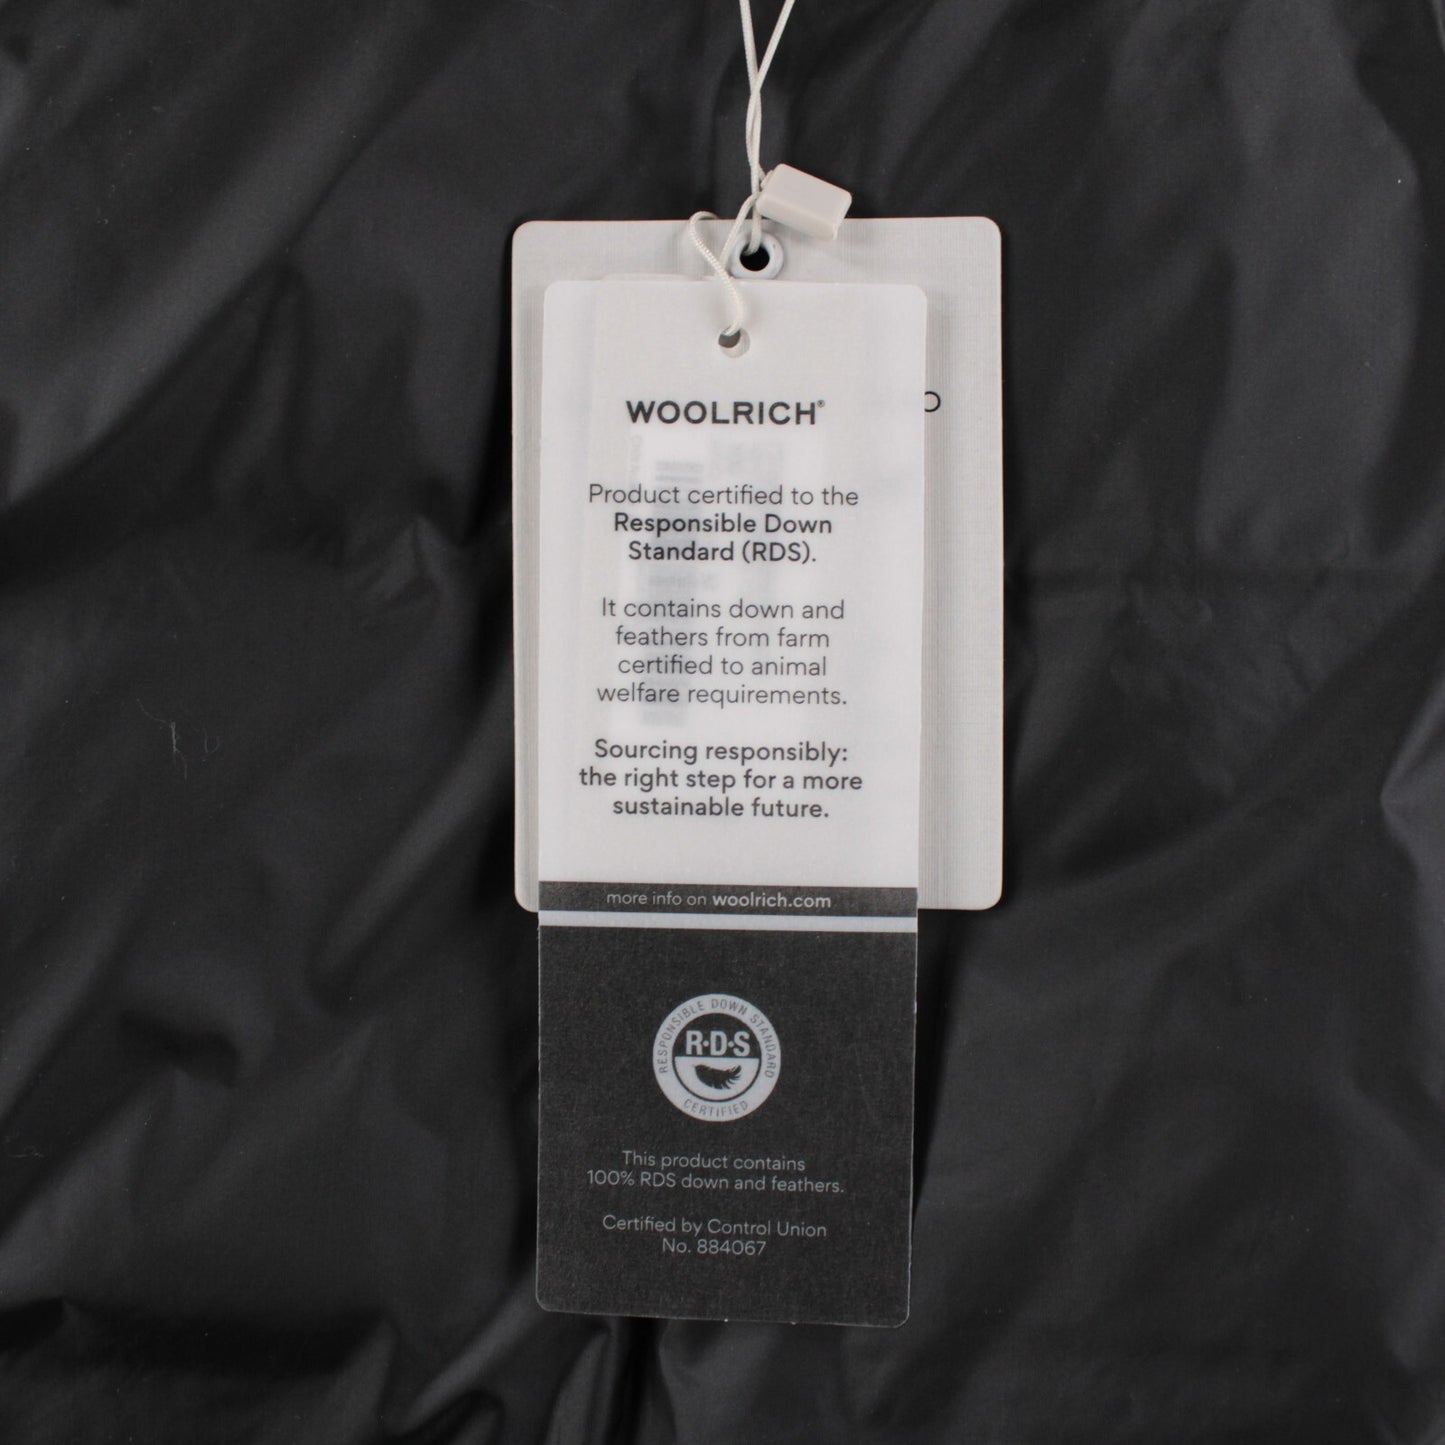 WOOLRICH®
Product certified to the
Responsible Down
Standard (RDS).
It contains down and
feathers from farm
certified to animal
welfare requirements.
Sourcing responsibly:
the right step for a more
sustainable future.
more info on woolrich.com
RESPONSIBLE DOWN STANDARD
R·D·S
CERTIFIED
This product contains
100% RDS down and feathers.
Certified by Control Union
No. 884067